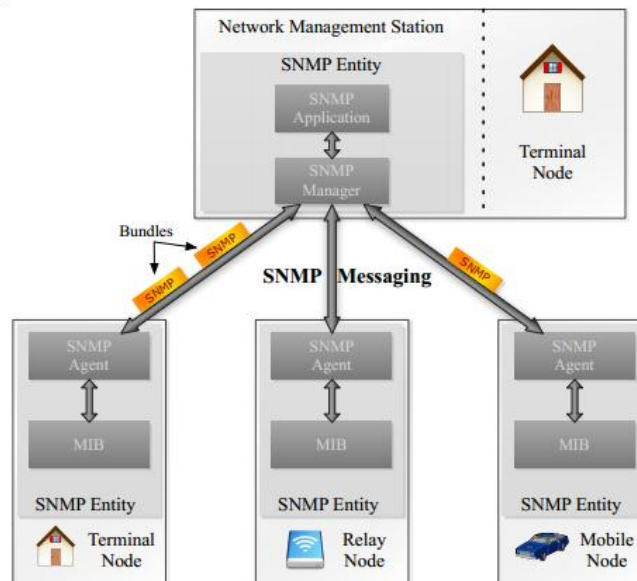 Network Management Station
SNMP Entity
SNMP
Application
SNMP
Manager
Terminal
Node
Bundles
SNMP
SNMP
SNMP
SNMP Messaging
SNMP
Agent
MIB
SNMP Entity
Terminal
Node
SNMP
Agent
MIB
SNMP Entity
Relay
Node
SNMP
Agent
MIB
SNMP Entity
Mobile
Node